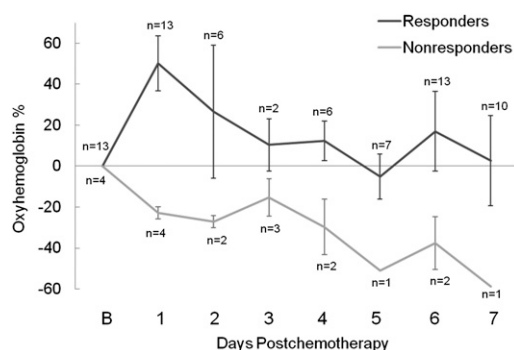 Responders
Nonresponders
Oxyhemoglobin %
60
40
20
0
-20
-40
-60
n=13
n=6
n=2
n=6
n=7
n=13
n=10
n=13
n=4
n=4
n=2
n=3
n=2
n=1
n=2
n=1
B 1 2 3 4 5 6 7
Days Postchemotherapy